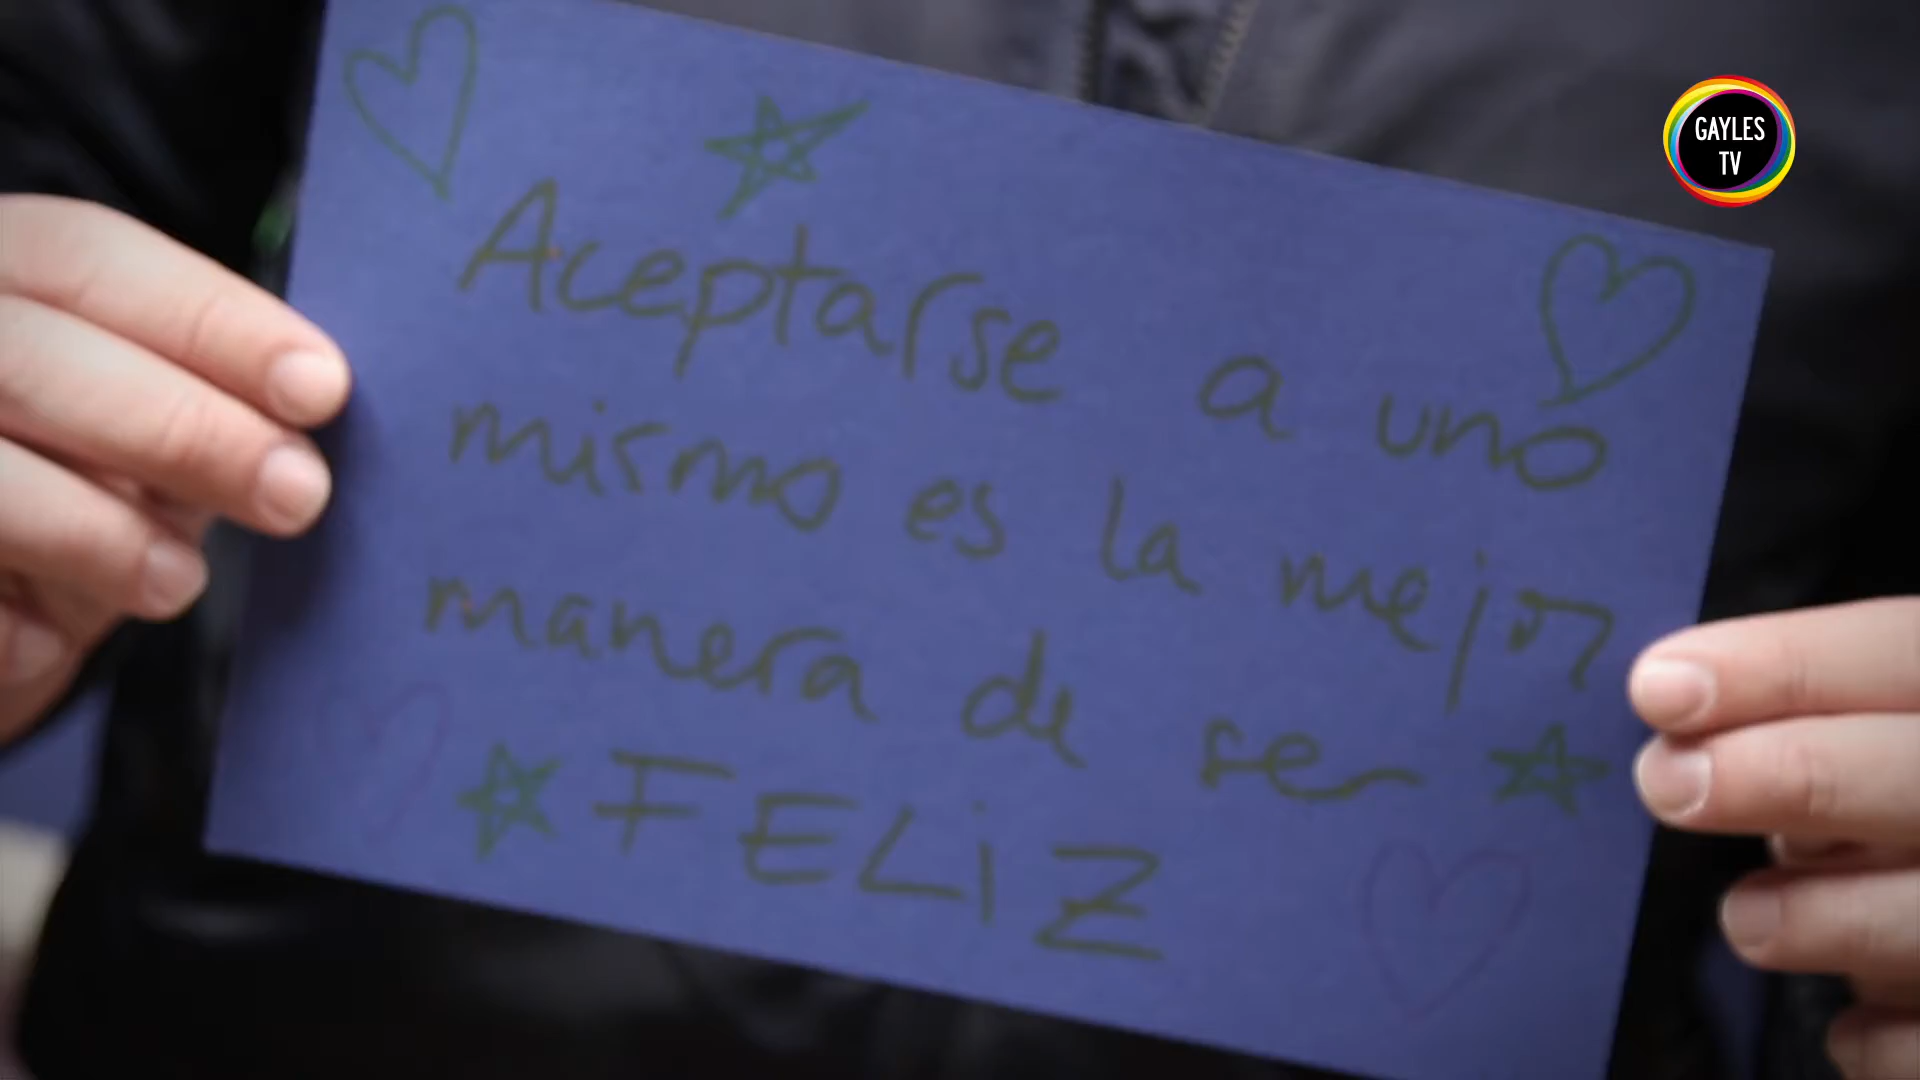 GAYLES
TV
Aceptarse a uno
mismo es la mejor
manera de ser
FELiZ